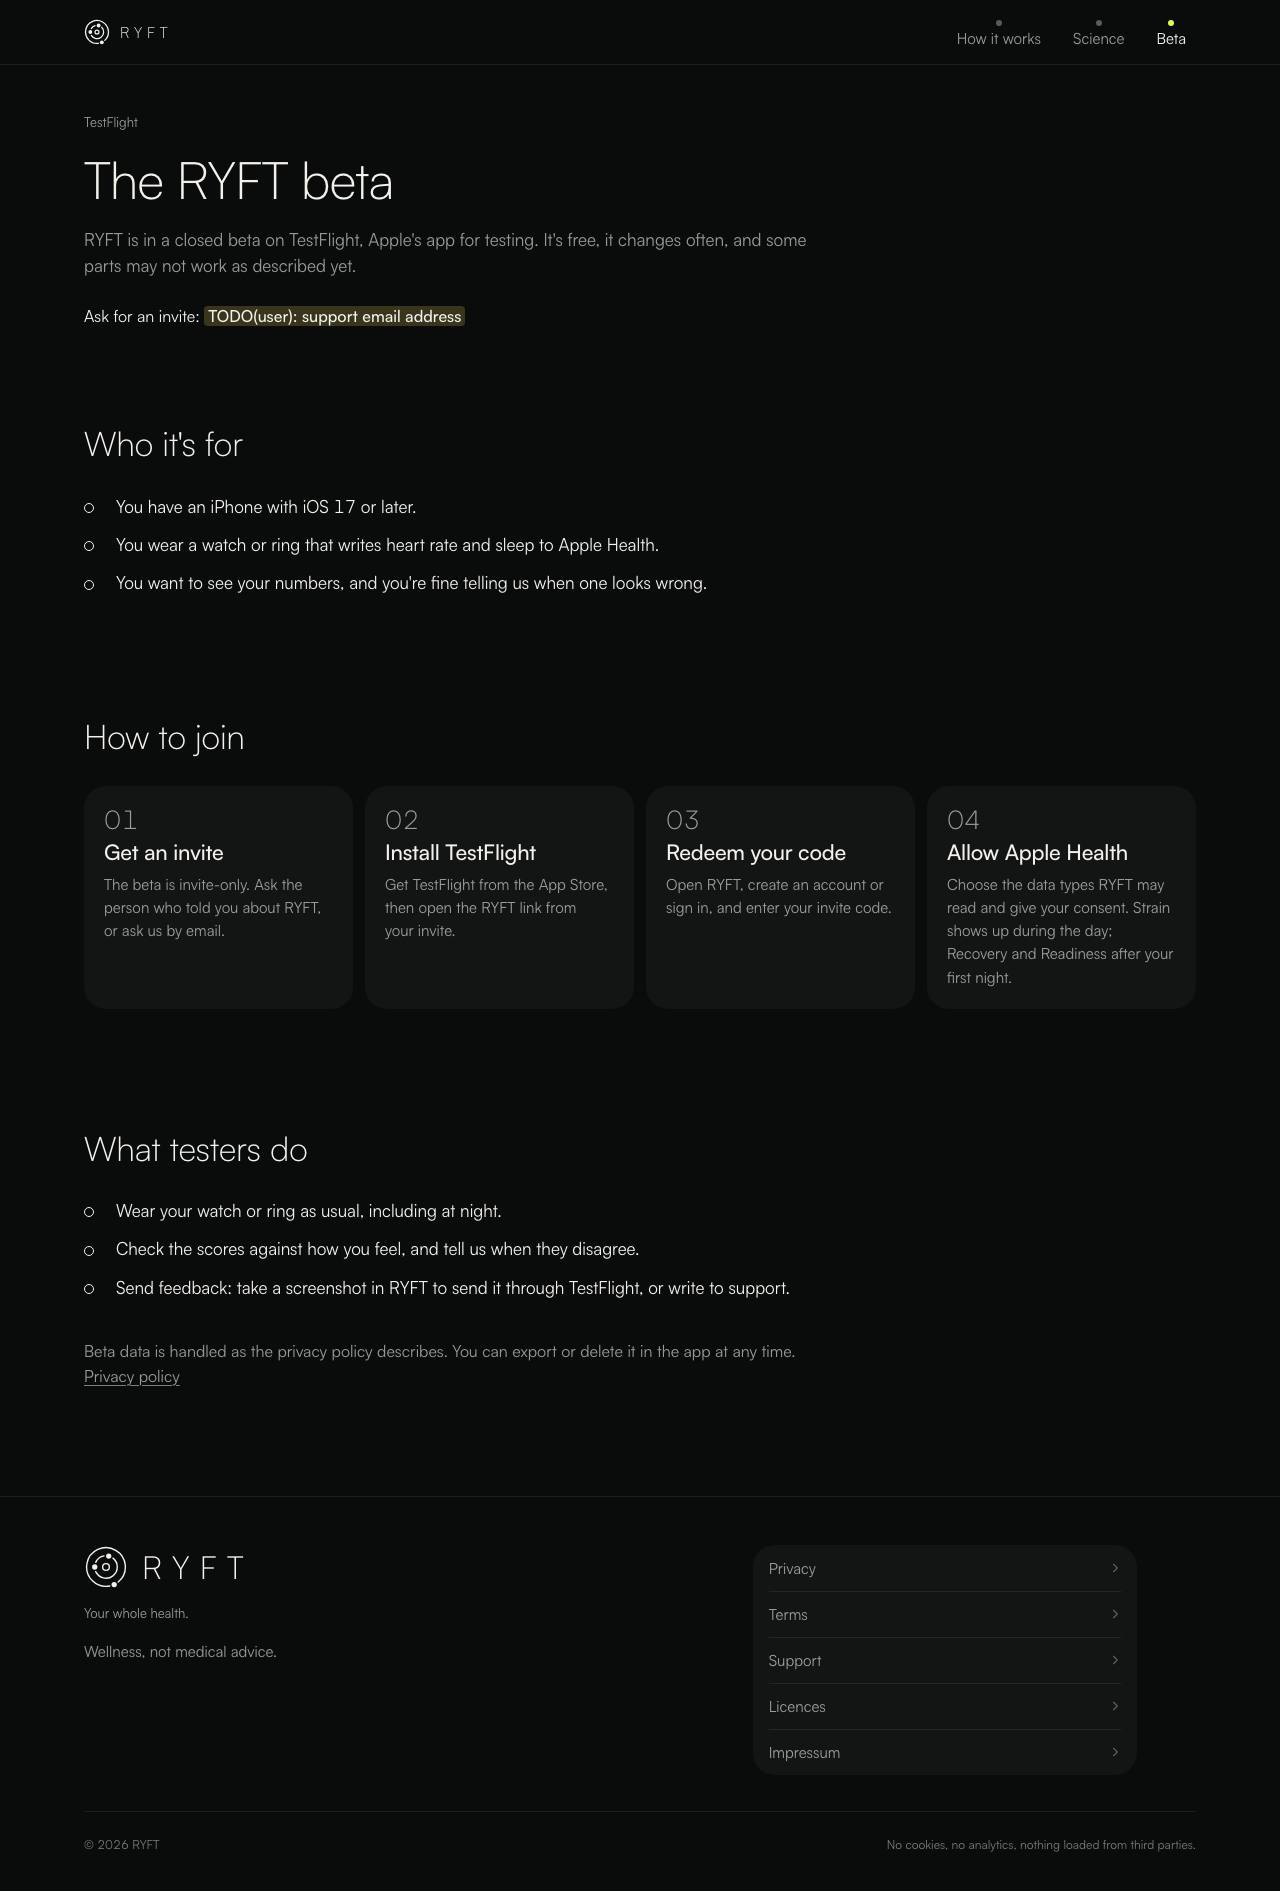 RYFT
How it works
Science
Beta
TestFlight
The RYFT beta
RYFT is in a closed beta on TestFlight, Apple's app for testing. It's free, it changes often, and some
parts may not work as described yet.
Ask for an invite: TODO(user): support email address
Who it's for
You have an iPhone with iOS 17 or later.
You wear a watch or ring that writes heart rate and sleep to Apple Health.
You want to see your numbers, and you're fine telling us when one looks wrong.
How to join
01
Get an invite
The beta is invite-only. Ask the
person who told you about RYFT,
or ask us by email.
02
Install TestFlight
Get TestFlight from the App Store,
then open the RYFT link from
your invite.
03
Redeem your code
Open RYFT, create an account or
sign in, and enter your invite code.
04
Allow Apple Health
Choose the data types RYFT may
read and give your consent. Strain
shows up during the day;
Recovery and Readiness after your
first night.
What testers do
Wear your watch or ring as usual, including at night.
Check the scores against how you feel, and tell us when they disagree.
Send feedback: take a screenshot in RYFT to send it through TestFlight, or write to support.
Beta data is handled as the privacy policy describes. You can export or delete it in the app at any time.
Privacy policy
RYFT
Your whole health.
Wellness, not medical advice.
Privacy
Terms
Support
Licences
Impressum
© 2026 RYFT
No cookies, no analytics, nothing loaded from third parties.